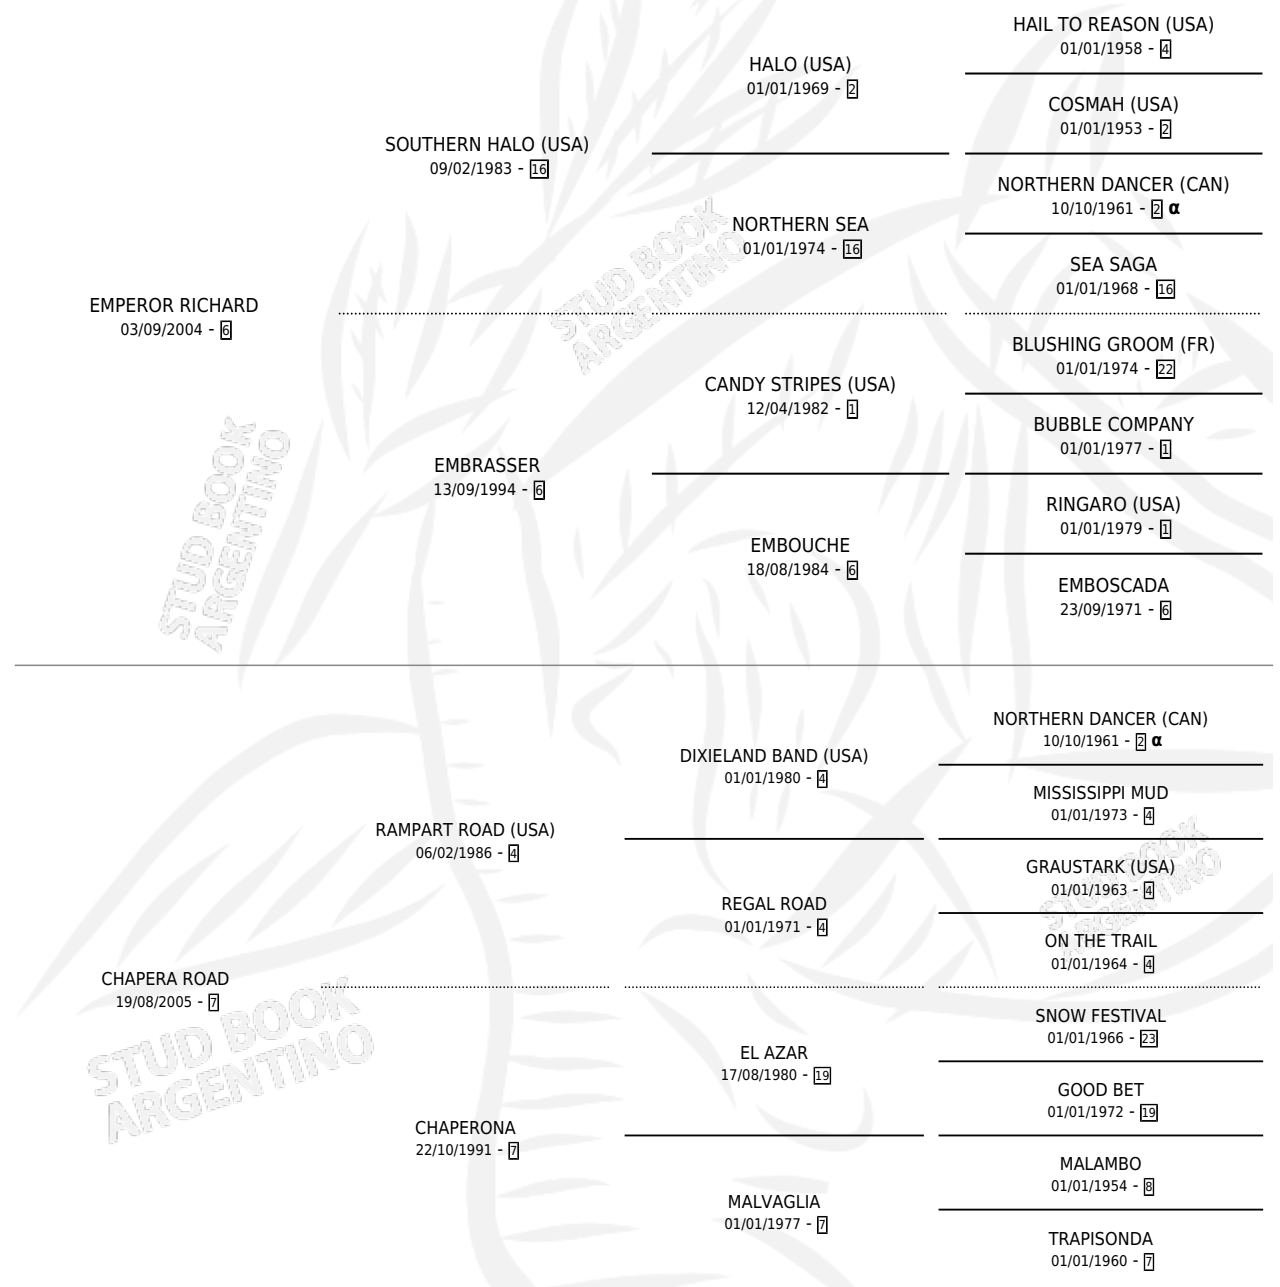 HAIL TO REASON (USA)
01/01/1958 - 4
HALO (USA)
01/01/1969 - 2
COSMAH (USA)
01/01/1953 - 2
SOUTHERN HALO (USA)
09/02/1983 - 16
NORTHERN DANCER (CAN)
10/10/1961 - 2 α
NORTHERN SEA
01/01/1974 - 16
SEA SAGA
01/01/1968 - 16
EMPEROR RICHARD
03/09/2004 - 6
BLUSHING GROOM (FR)
01/01/1974 - 22
CANDY STRIPES (USA)
12/04/1982 - 1
BUBBLE COMPANY
01/01/1977 - 1
EMBRASSER
13/09/1994 - 6
RINGARO (USA)
01/01/1979 - 1
EMBOUCHE
18/08/1984 - 6
EMBOSCADA
23/09/1971 - 6
NORTHERN DANCER (CAN)
10/10/1961 - 2 α
DIXIELAND BAND (USA)
01/01/1980 - 4
MISSISSIPPI MUD
01/01/1973 - 4
RAMPART ROAD (USA)
06/02/1986 - 4
GRAUSTARK (USA)
01/01/1963 - 4
REGAL ROAD
01/01/1971 - 4
ON THE TRAIL
01/01/1964 - 4
CHAPERA ROAD
19/08/2005 - 7
SNOW FESTIVAL
01/01/1966 - 23
EL AZAR
17/08/1980 - 19
GOOD BET
01/01/1972 - 19
CHAPERONA
22/10/1991 - 7
MALAMBO
01/01/1954 - 8
MALVAGLIA
01/01/1977 - 7
TRAPISONDA
01/01/1960 - 7
STUD BOOK
ARGENTINO
STUD BOOK
ARGENTINO
STUD BOOK
ARGENTINO
STUD BOOK
ARGENTINO